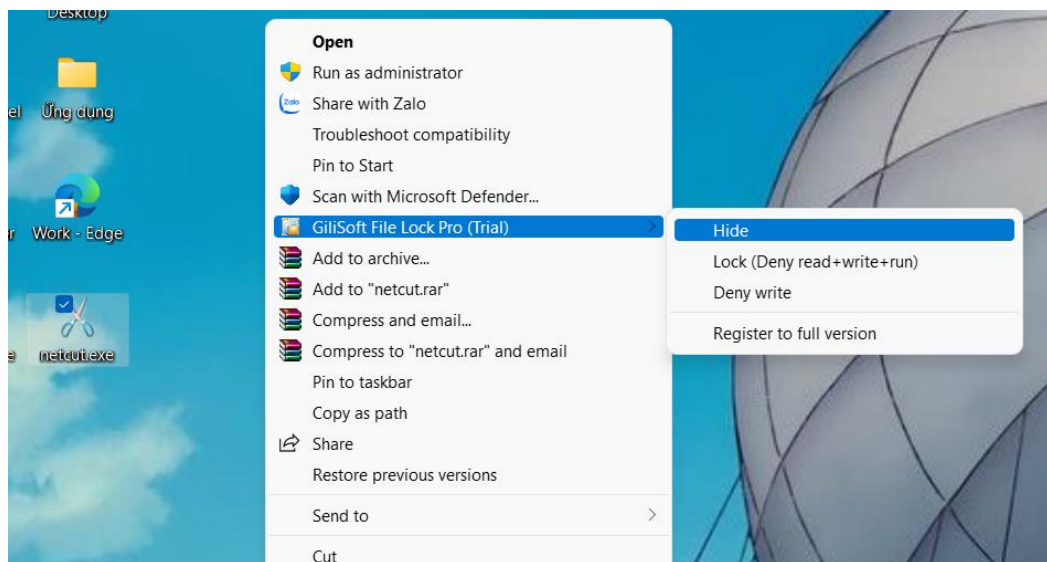 Desktop
el
Ứng dụng
r
Work - Edge
e
netcut.exe
Open
Run as administrator
Zalo
Share with Zalo
Troubleshoot compatibility
Pin to Start
Scan with Microsoft Defender...
GiliSoft File Lock Pro (Trial)
Add to archive...
Add to "netcut.rar"
Compress and email...
Compress to "netcut.rar" and email
Pin to taskbar
Copy as path
Share
Restore previous versions
Send to
Cut
Hide
Lock (Deny read+write+run)
Deny write
Register to full version